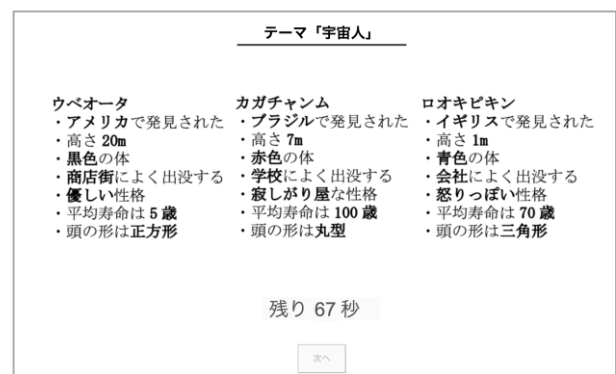 テーマ「宇宙人」
ウベオータ
・アメリカで発見された
・高さ 20m
・黒色の体
・商店街によく出没する
・優しい性格
・平均寿命は 5 歳
・頭の形は正方形
カガチャンム
・ブラジルで発見された
・高さ 7m
・赤色の体
・学校によく出没する
・寂しがり屋な性格
・平均寿命は 100 歳
・頭の形は丸型
ロオキピキン
・イギリスで発見された
・高さ 1m
・青色の体
・会社によく出没する
・怒りっぽい性格
・平均寿命は 70 歳
・頭の形は三角形
残り 67 秒
次へ